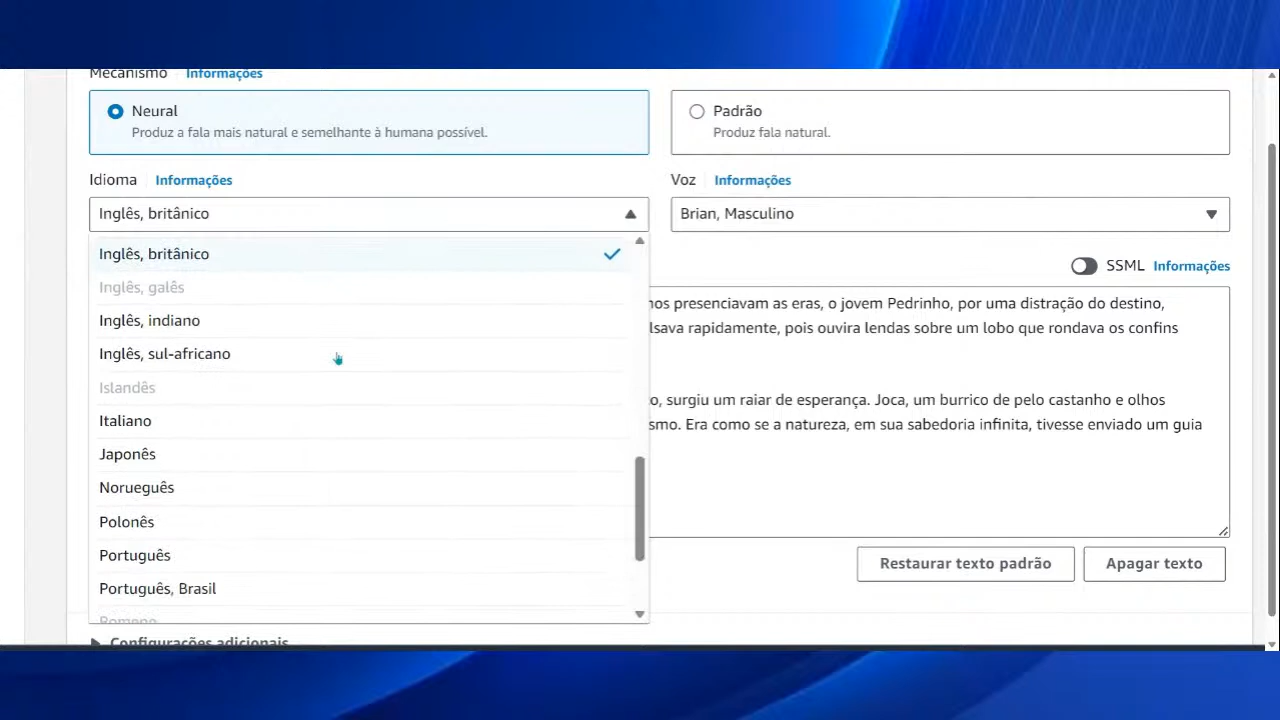 Mecanismo Informações
Neural
Produz a fala mais natural e semelhante à humana possível.
Padrão
Produz fala natural.
Idioma Informações
Inglês, britânico
Voz Informações
Brian, Masculino
Inglês, britânico
Inglês, galês
Inglês, indiano
Inglês, sul-africano
Islandês
Italiano
Japonês
Norueguês
Polonês
Português
Português, Brasil
Romeno
SSML Informações
nos presenciavam as eras, o jovem Pedrinho, por uma distração do destino,
lsava rapidamente, pois ouvira lendas sobre um lobo que rondava os confins
o, surgiu um raiar de esperança. Joca, um burrico de pelo castanho e olhos
smo. Era como se a natureza, em sua sabedoria infinita, tivesse enviado um guia
Restaurar texto padrão
Apagar texto
Configurações adicionais